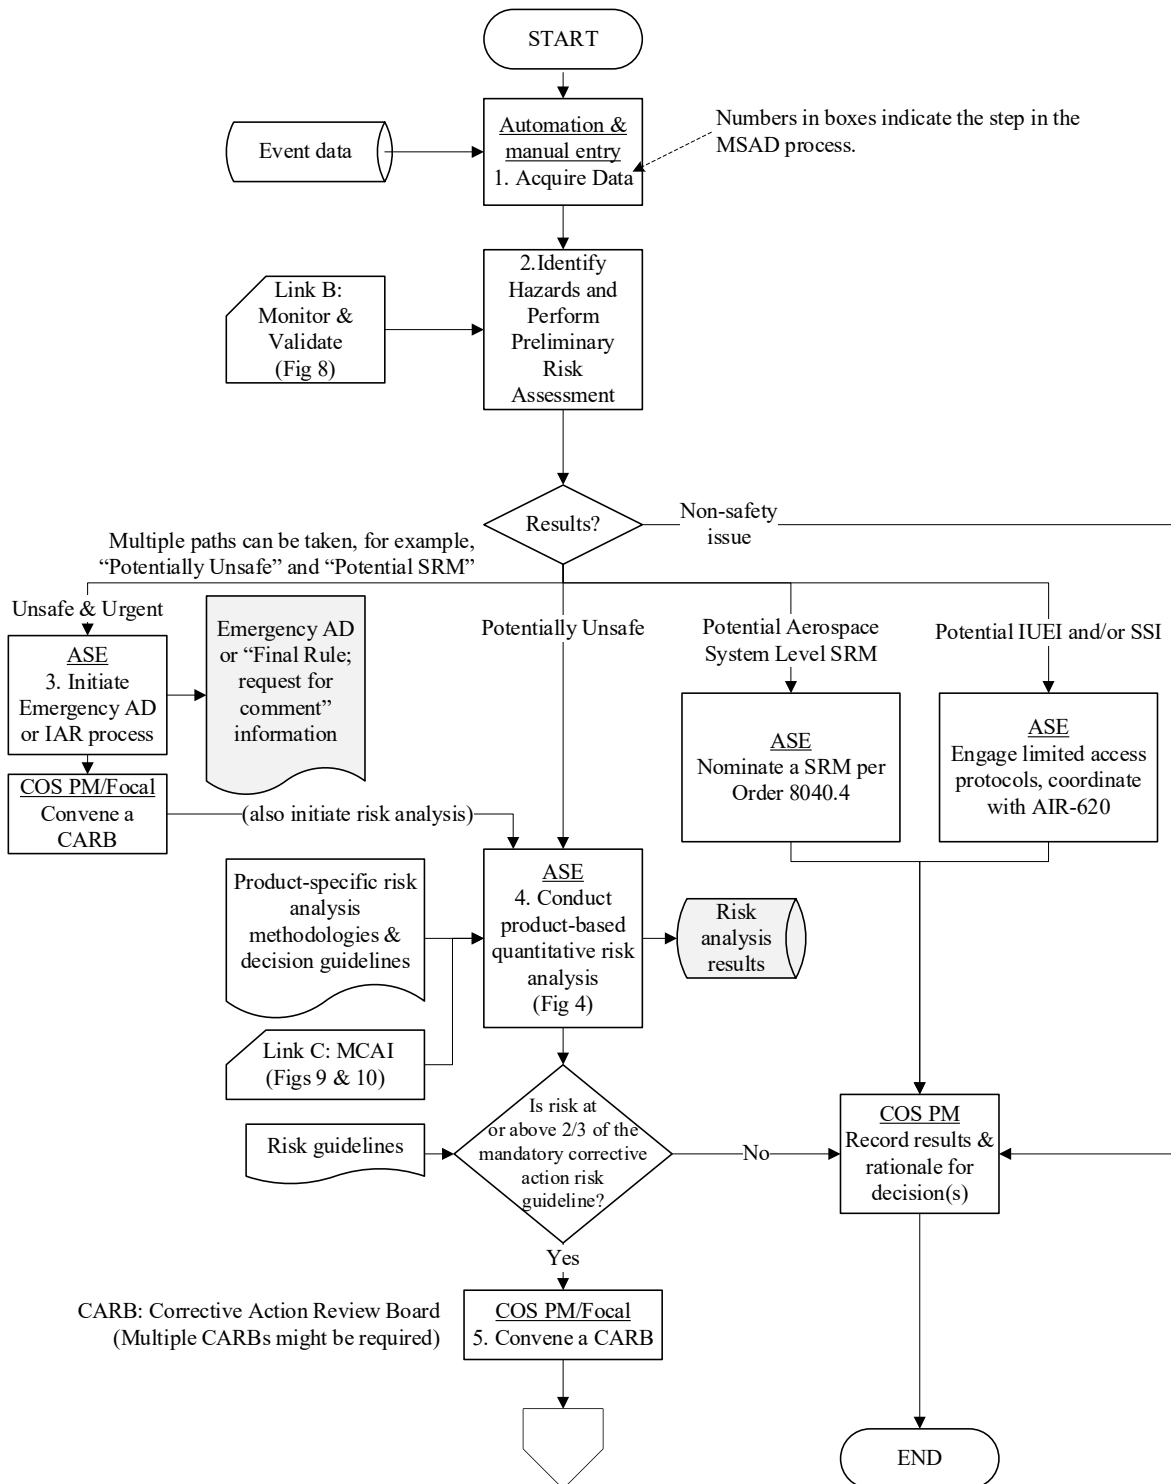 START
Event data
Automation &
manual entry
1. Acquire Data
Numbers in boxes indicate the step in the
MSAD process.
Link B:
Monitor &
Validate
(Fig 8)
2.Identify
Hazards and
Perform
Preliminary
Risk
Assessment
Results?
Non-safety
issue
Multiple paths can be taken, for example,
“Potentially Unsafe” and “Potential SRM”
Unsafe & Urgent
ASE
3. Initiate
Emergency AD
or IAR process
Emergency AD
or “Final Rule;
request for
comment”
information
Potentially Unsafe
Potential Aerospace
System Level SRM
Potential IUEI and/or SSI
ASE
Nominate a SRM per
Order 8040.4
ASE
Engage limited access
protocols, coordinate
with AIR-620
COS PM/Focal
Convene a
CARB
(also initiate risk analysis)
Product-specific risk
analysis
methodologies &
decision guidelines
ASE
4. Conduct
product-based
quantitative risk
analysis
(Fig 4)
Risk
analysis
results
Link C: MCAI
(Figs 9 & 10)
Risk guidelines
Is risk at
or above 2/3 of the
mandatory corrective
action risk
guideline?
No
COS PM
Record results &
rationale for
decision(s)
Yes
CARB: Corrective Action Review Board
(Multiple CARBs might be required)
COS PM/Focal
5. Convene a CARB
END